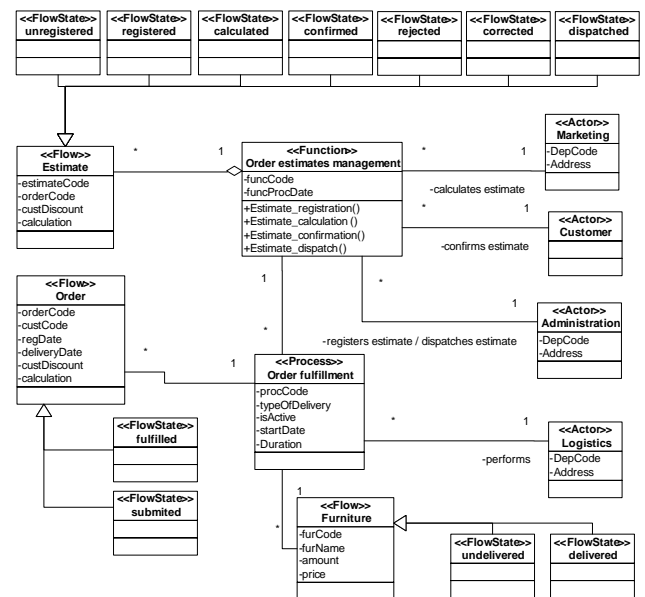 <<FlowState>>
unregistered
<<FlowState>>
registered
<<FlowState>>
calculated
<<FlowState>>
confirmed
<<FlowState>>
rejected
<<FlowState>>
corrected
<<FlowState>>
dispatched
<<Flow>>
Estimate
-estimateCode
-orderCode
-custDiscount
-calculation
*
1
<<Function>>
Order estimates management
-funcCode
-funcProcDate
+Estimate_registration()
+Estimate_calculation ()
+Estimate_confirmation()
+Estimate_dispatch()
*
1
-calculates estimate
<<Actor>>
Marketing
-DepCode
-Address
*
1
-confirms estimate
<<Actor>>
Customer
<<Flow>>
Order
-orderCode
-custCode
-regDate
-deliveryDate
-custDiscount
-calculation
1
*
*
1
-registers estimate / dispatches estimate
<<Actor>>
Administration
-DepCode
-Address
*
1
<<Process>>
Order fulfillment
-procCode
-typeOfDelivery
-isActive
-startDate
-Duration
*
1
-performs
<<Actor>>
Logistics
-DepCode
-Address
<<FlowState>>
fulfilled
<<FlowState>>
submited
1
*
<<Flow>>
Furniture
-furCode
-furName
-amount
-price
<<FlowState>>
undelivered
<<FlowState>>
delivered